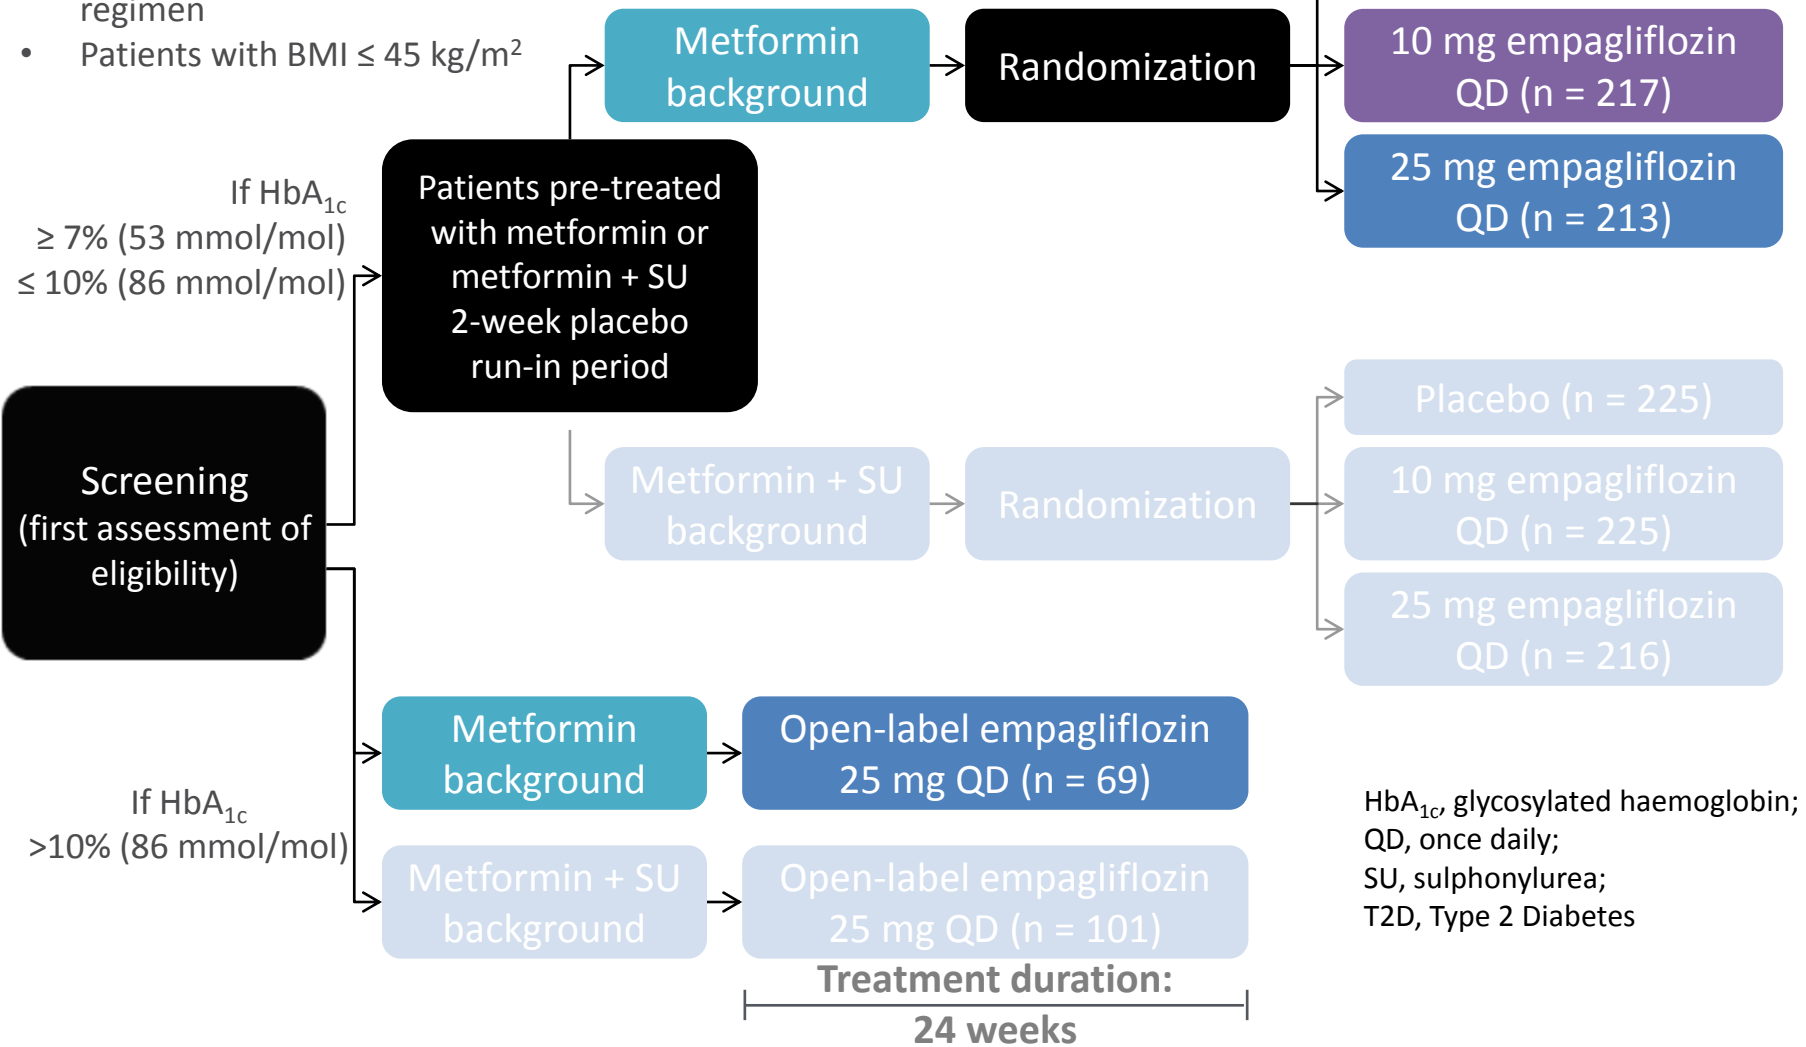 regimen
• Patients with BMI ≤ 45 kg/m²
Metformin
background
Randomization
10 mg empagliflozin
QD (n = 217)
25 mg empagliflozin
QD (n = 213)
If HbA1c
≥ 7% (53 mmol/mol)
≤ 10% (86 mmol/mol)
Patients pre-treated
with metformin or
metformin + SU
2-week placebo
run-in period
Screening
(first assessment of
eligibility)
Metformin + SU
background
Randomization
Placebo (n = 225)
10 mg empagliflozin
QD (n = 225)
25 mg empagliflozin
QD (n = 216)
If HbA1c
>10% (86 mmol/mol)
Metformin
background
Open-label empagliflozin
25 mg QD (n = 69)
Metformin + SU
background
Open-label empagliflozin
25 mg QD (n = 101)
Treatment duration:
24 weeks
HbA1c, glycosylated haemoglobin;
QD, once daily;
SU, sulphonylurea;
T2D, Type 2 Diabetes